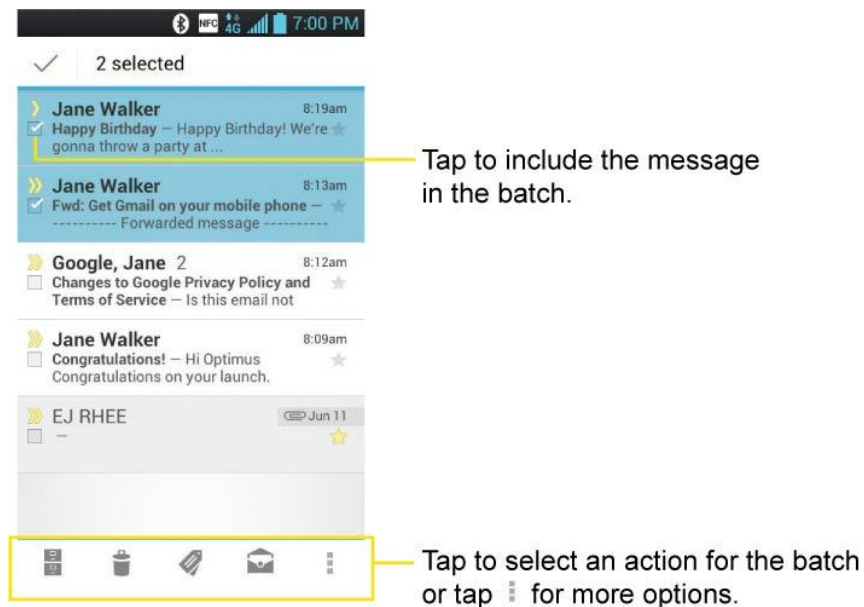 NFC 4G 7:00 PM
2 selected
Jane Walker 8:19am
Happy Birthday — Happy Birthday! We're
gonna throw a party at ...
Tap to include the message
in the batch.
Jane Walker 8:13am
Fwd: Get Gmail on your mobile phone —
---------- Forwarded message ----------
Google, Jane 2 8:12am
Changes to Google Privacy Policy and
Terms of Service — Is this email not
Jane Walker 8:09am
Congratulations! — Hi Optimus
Congratulations on your launch.
EJ RHEE Jun 11
—
Tap to select an action for the batch
or tap for more options.